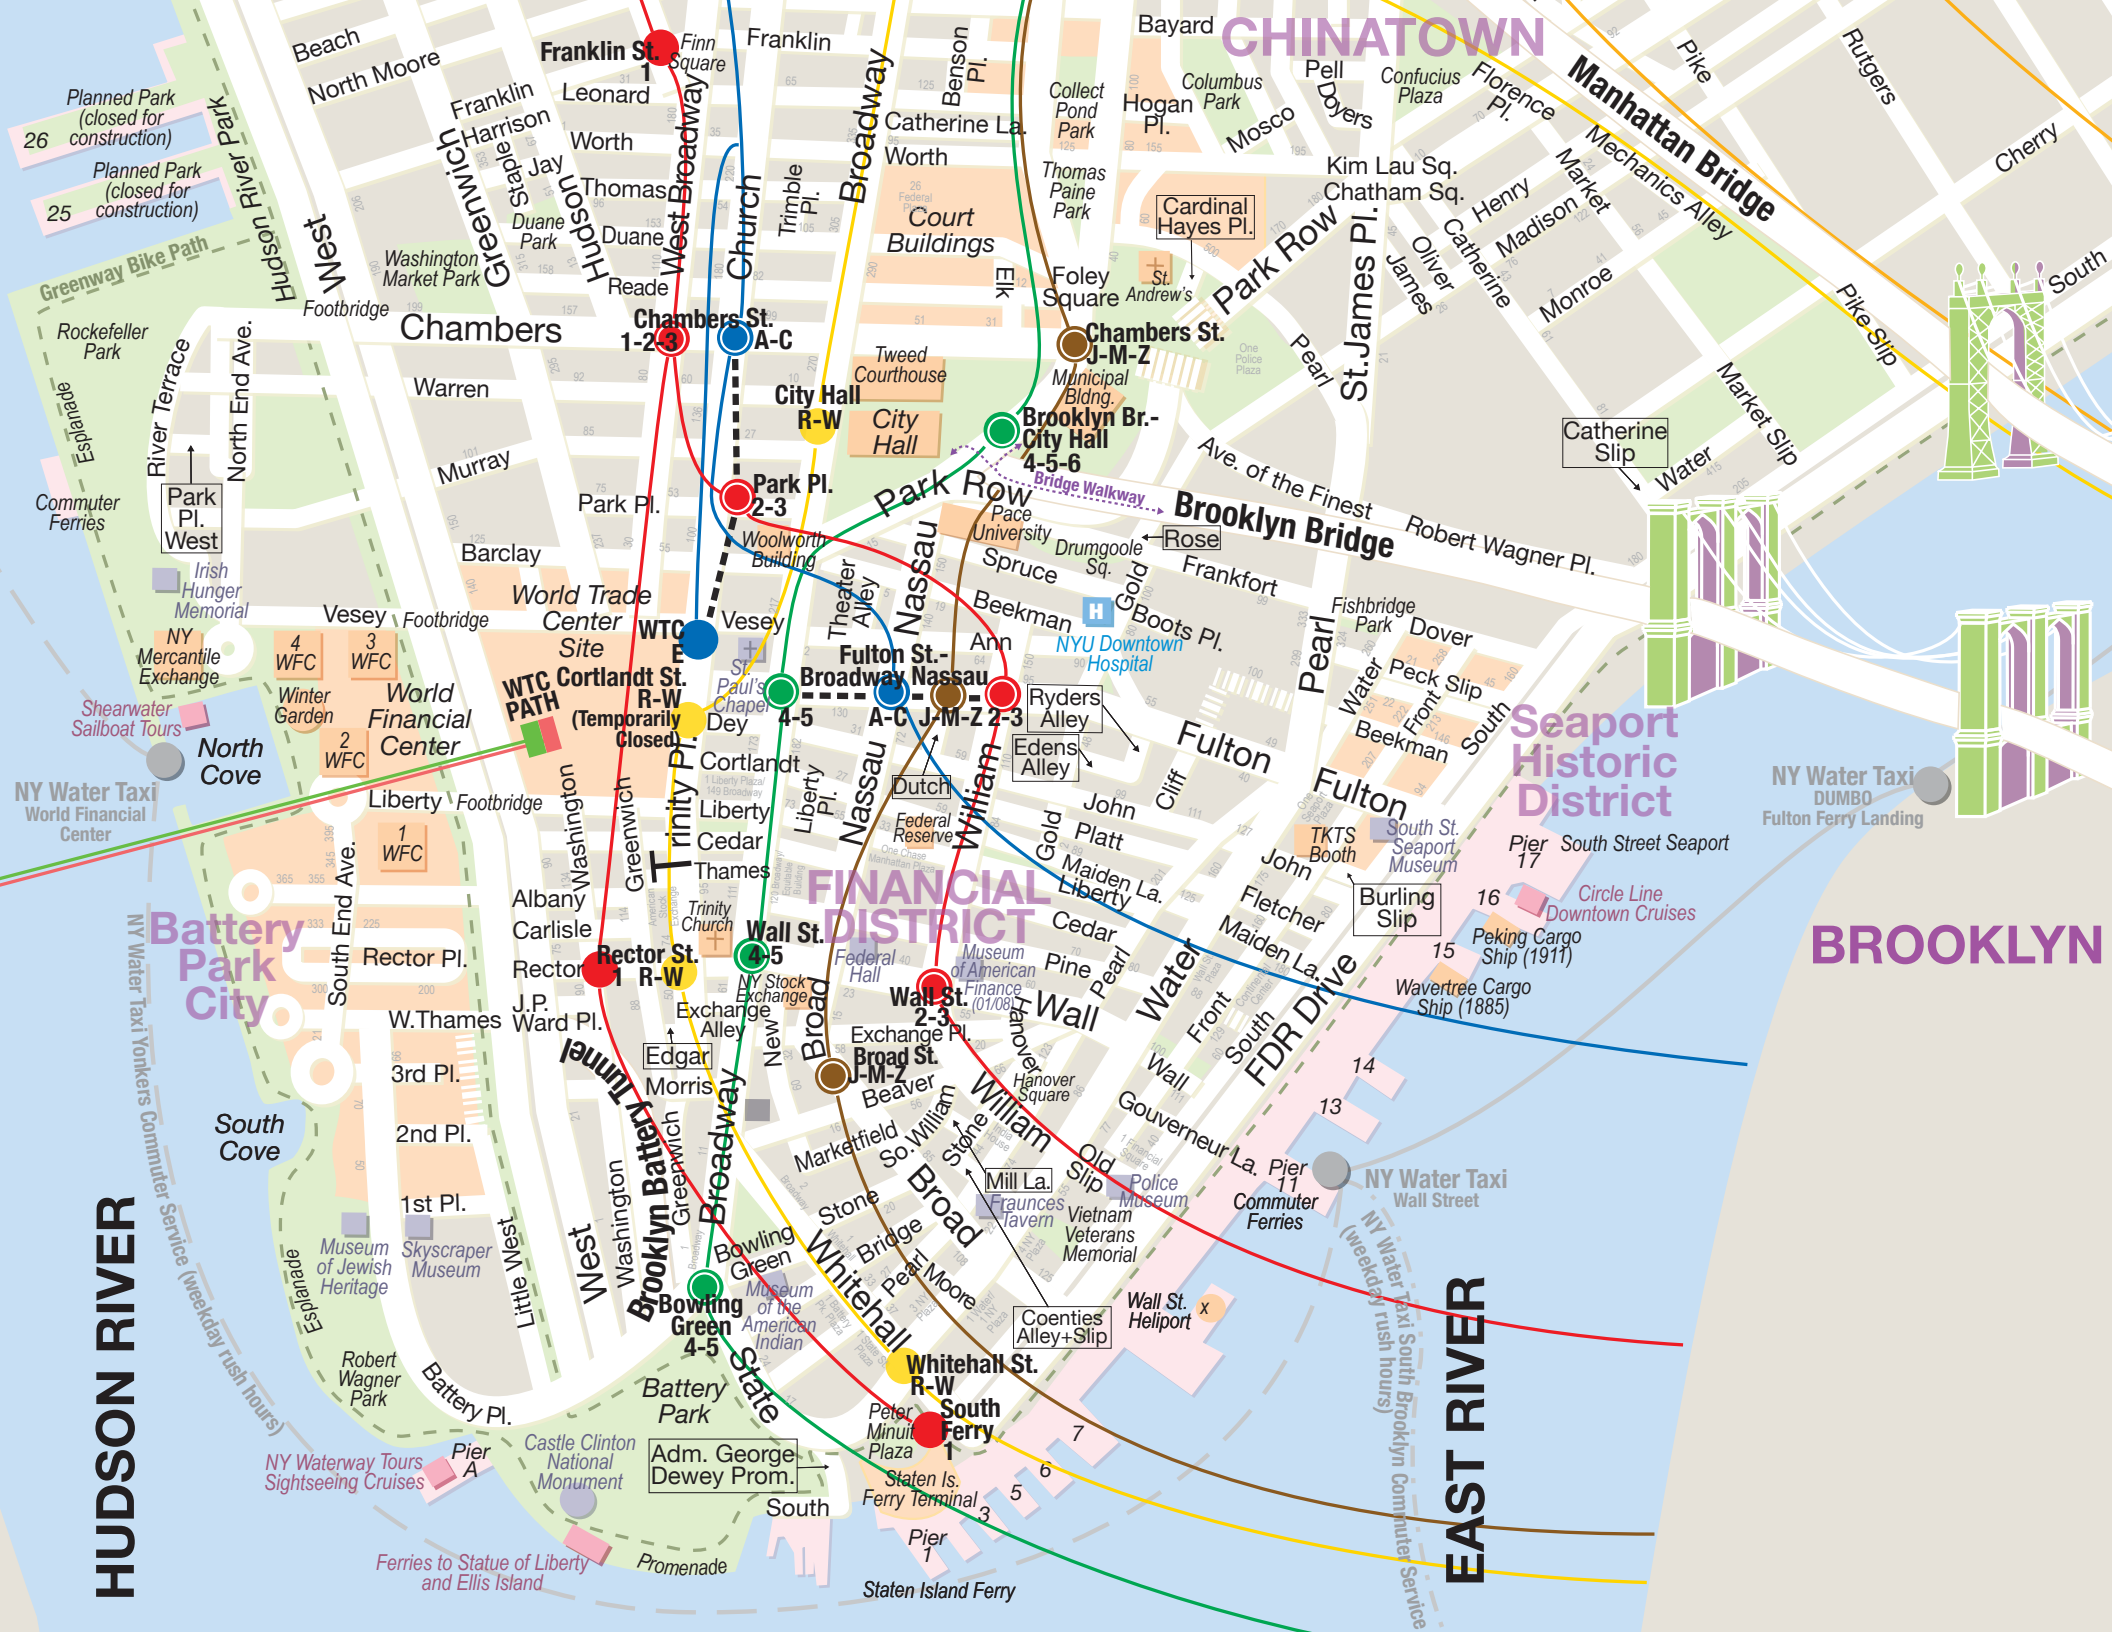 Beach
North Moore
Franklin St.
1
Finn
Square
Franklin
Leonard
Franklin
Harrison
Worth
Jay
Staple
Thomas
Hudson
Greenwich
Duane
Park
Duane
Reade
West Broadway
Church
Trimble
Pl.
Broadway
Benson
Pl.
Catherine La.
Worth
26
Federal
Plaza
Court
Buildings
Elk
Collect
Pond
Park
Thomas
Paine
Park
Foley
Square
Bayard
CHINATOWN
Hogan
Pl.
Columbus
Park
Mosco
Pell
Doyers
Confucius
Plaza
Florence
Pl.
Kim Lau Sq.
Chatham Sq.
Cardinal
Hayes Pl.
St.
Andrew's
Park Row
St.James Pl.
Pearl
James
Oliver
Catherine
Henry
Madison
Monroe
Market
Mechanics Alley
Manhattan Bridge
Pike
Rutgers
Cherry
South
Pike Slip
Market Slip
Catherine
Slip
Water
Planned Park
(closed for
construction)
26
Planned Park
(closed for
construction)
25
Hudson River Park
Greenway Bike Path
West
Washington
Market Park
Footbridge
Rockefeller
Park
Esplanade
River Terrace
North End Ave.
Park
Pl.
West
Commuter
Ferries
Irish
Hunger
Memorial
Chambers
Warren
Murray
Park Pl.
Barclay
Vesey
Footbridge
Chambers St.
1-2-3
A-C
City Hall
R-W
Tweed
Courthouse
City
Hall
Chambers St.
J-M-Z
Municipal
Bldng.
One
Police
Plaza
Brooklyn Br.-
City Hall
4-5-6
Park Pl.
2-3
Woolworth
Building
Park Row
Bridge Walkway
Brooklyn Bridge
Ave. of the Finest
Robert Wagner Pl.
Pace
University
Drumgoole
Sq.
Rose
Spruce
Frankfort
Gold
Beekman
Boots Pl.
NYU Downtown
Hospital
H
Ann
Theater
Alley
Nassau
Fishbridge
Park
Dover
Pearl
Water
Peck Slip
Front
Beekman
South
World Trade
Center
Site
WTC
E
Vesey
St.
Paul's
Chapel
Cortlandt St.
R-W
(Temporarily
Closed)
Dey
WTC
PATH
Fulton St.-
Broadway Nassau
4-5
A-C
J-M-Z
2-3
Ryders
Alley
Edens
Alley
Fulton
Fulton
Cliff
NY
Mercantile
Exchange
4
WFC
3
WFC
Winter
Garden
World
Financial
Center
2
WFC
1
WFC
Shearwater
Sailboat Tours
North
Cove
NY Water Taxi
World Financial
Center
Liberty
Footbridge
Trinity Pl.
Cortlandt
1 Liberty Plaza/
149 Broadway
Liberty
Cedar
Thames
Liberty
Pl.
Nassau
Dutch
Federal
Reserve
One Chase
Manhattan Plaza
William
Gold
John
Platt
Maiden La.
Liberty
Cedar
Pine
Pearl
Wall
John
Fletcher
Maiden La.
Water
Front
South
FDR Drive
TKTS
Booth
South St.
Seaport
Museum
Burling
Slip
Seaport
Historic
District
Pier
17
South Street Seaport
16
Circle Line
Downtown Cruises
15
Peking Cargo
Ship (1911)
Wavertree Cargo
Ship (1885)
14
13
NY Water Taxi
DUMBO
Fulton Ferry Landing
BROOKLYN
FINANCIAL
DISTRICT
Washington
Greenwich
Albany
Carlisle
Rector
J.P.
Ward Pl.
Rector St.
1
R-W
Trinity
Church
Wall St.
4-5
NY Stock
Exchange
Exchange
Alley
Edgar
Morris
New
Broad
Federal
Hall
Museum
of American
Finance
(01/08)
Wall St.
2-3
Exchange Pl.
Hanover
Broad St.
J-M-Z
Beaver
Hanover
Square
William
Wall
Gouverneur La.
Old
Slip
Police
Museum
Marketfield
So. William
Stone
Mill La.
Fraunces
Tavern
Vietnam
Veterans
Memorial
Broad
Stone
Bridge
Pearl
Moore
Whitehall
Coenties
Alley+Slip
Wall St.
Heliport
x
Pier
11
Commuter
Ferries
NY Water Taxi
Wall Street
NY Water Taxi South Brooklyn Commuter Service
(weekday rush hours)
EAST RIVER
Battery
Park
City
South End Ave.
Rector Pl.
W.Thames
3rd Pl.
2nd Pl.
1st Pl.
South
Cove
Museum
of Jewish
Heritage
Skyscraper
Museum
Esplanade
Little West
West
Washington
Brooklyn Battery Tunnel
Greenwich
Broadway
Bowling
Green
Bowling
Green
4-5
Museum
of the
American
Indian
State
Battery
Park
Robert
Wagner
Park
Battery Pl.
Pier
A
NY Waterway Tours
Sightseeing Cruises
Castle Clinton
National
Monument
Adm. George
Dewey Prom.
South
Ferries to Statue of Liberty
and Ellis Island
Promenade
Whitehall St.
R-W
South
Ferry
1
Peter
Minuit
Plaza
Staten Is.
Ferry Terminal
Pier
1
3
5
6
7
Staten Island Ferry
NY Water Taxi Yonkers Commuter Service (weekday rush hours)
HUDSON RIVER